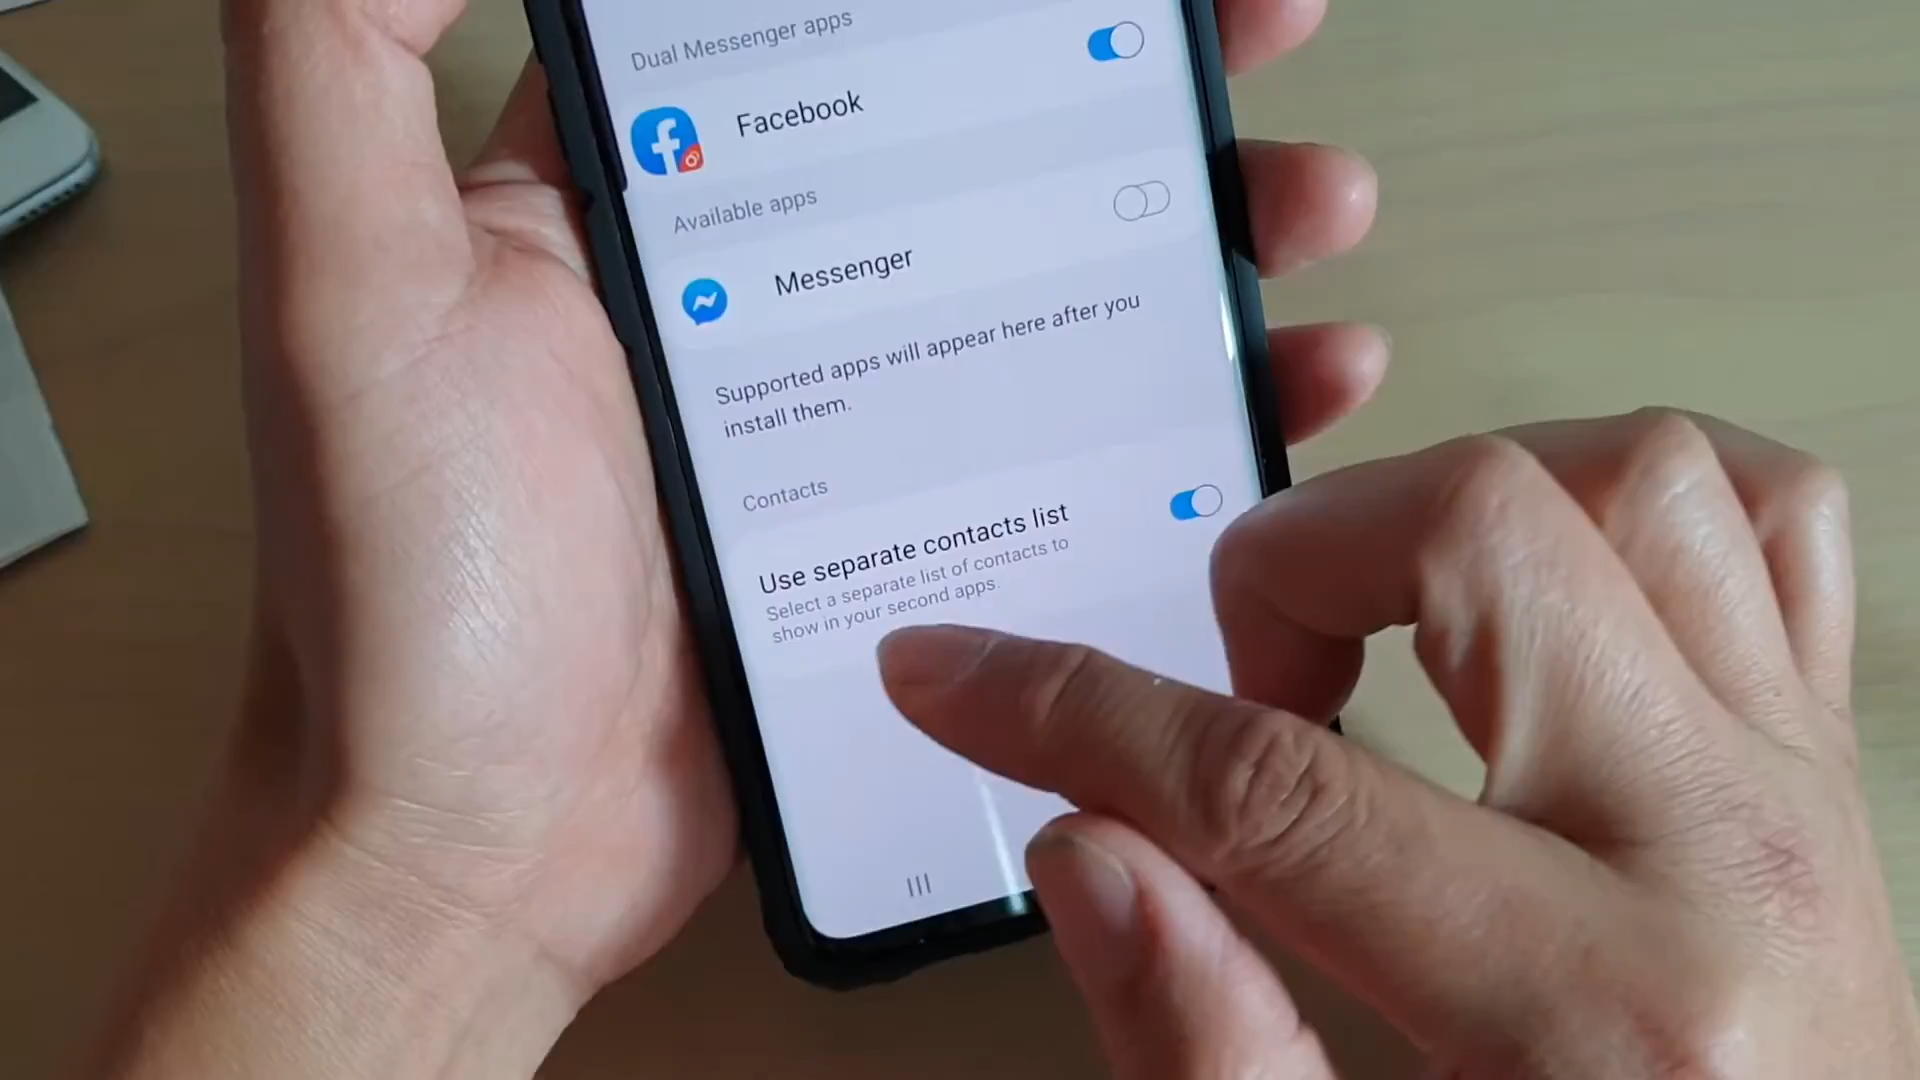 Dual Messenger apps
Facebook
Available apps
Messenger
Supported apps will appear here after you
install them.
Contacts
Use separate contacts list
Select a separate list of contacts to
show in your second apps.